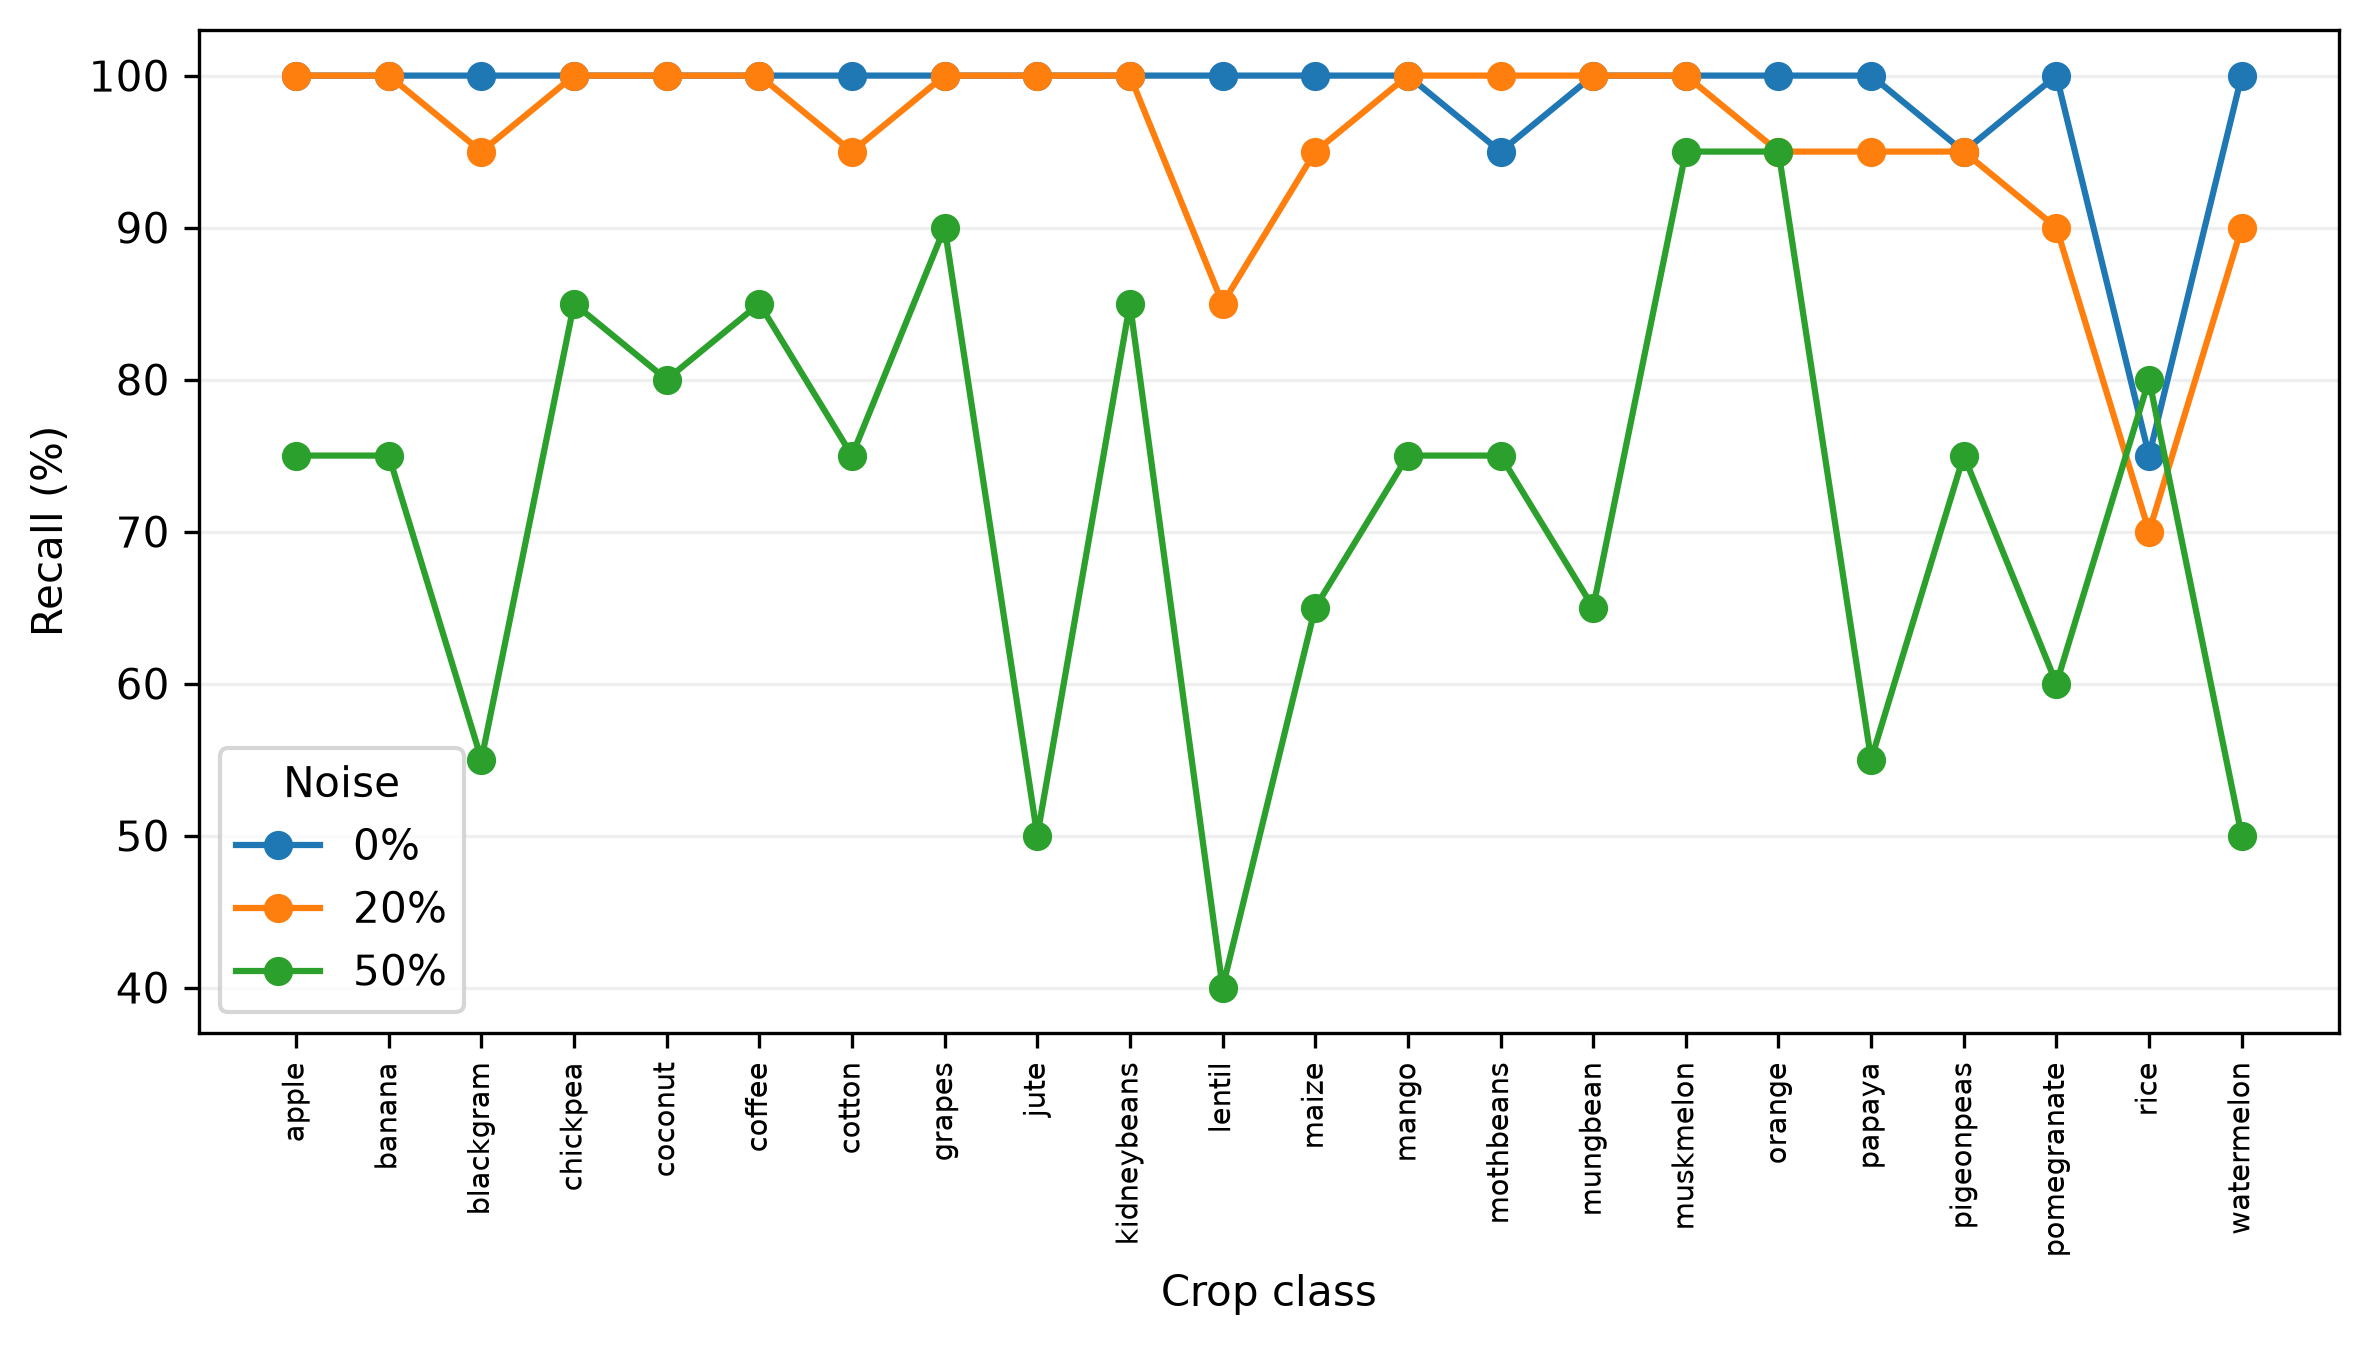 Recall (%)
100
90
80
70
60
50
40
Noise
0%
20%
50%
apple
banana
blackgram
chickpea
coconut
coffee
cotton
grapes
jute
kidneybeans
lentil
maize
mango
mothbeans
mungbean
muskmelon
orange
papaya
pigeonpeas
pomegranate
rice
watermelon
Crop class